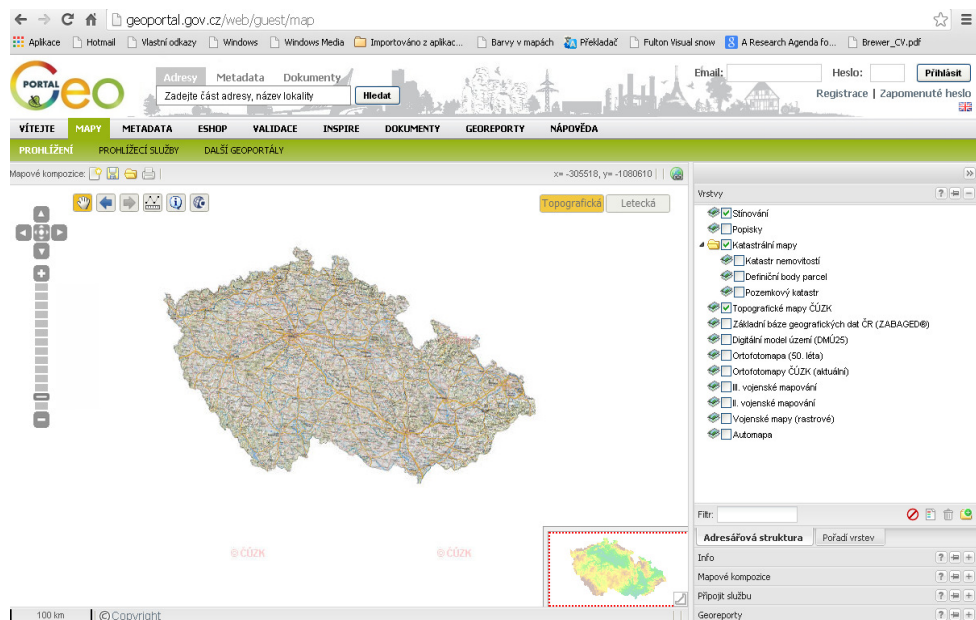 geoportal.gov.cz/web/guest/map
Aplikace Hotmail Vlastní odkazy Windows Windows Media Importováno z aplikac... Barvy v mapách Překladač Fulton Visual snow A Research Agenda fo... Brewer_CV.pdf
PORTAL Geo
Adresy Metadata Dokumenty
Zadejte část adresy, název lokality Hledat
Email: Heslo: Přihlásit
Registrace | Zapomenuté heslo
VÍTEJTE MAPY METADATA ESHOP VALIDACE INSPIRE DOKUMENTY GEOREPORTY NÁPOVĚDA
PROHLÍŽENÍ PROHLÍŽECÍ SLUŽBY DALŠÍ GEOPORTÁLY
Mapové kompozice: x= -305518, y= -1080610
Topografická Letecká
© ČÚZK © ČÚZK
100 km © Copyright
Vrstvy
Stínování
Popisky
Katastrální mapy
Katastr nemovitostí
Definiční body parcel
Pozemkový katastr
Topografické mapy ČÚZK
Základní báze geografických dat ČR (ZABAGED®)
Digitální model území (DMÚ25)
Ortofotomapa (50. léta)
Ortofotomapy ČÚZK (aktuální)
III. vojenské mapování
II. vojenské mapování
Vojenské mapy (rastrové)
Automapa
Filtr:
Adresářová struktura Pořadí vrstev
Info
Mapové kompozice
Připojit službu
Georeporty